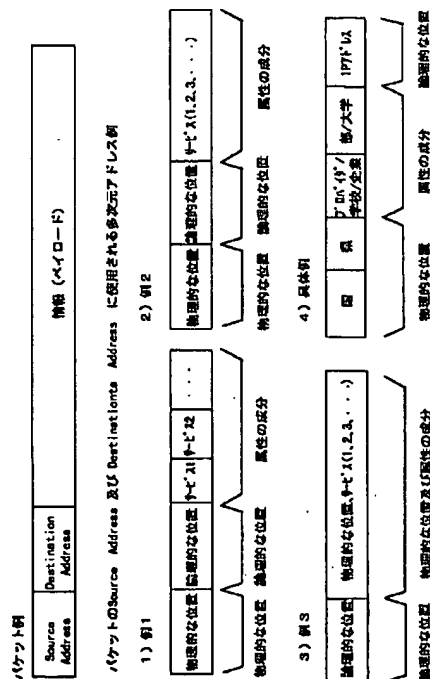 パケット例
Source Address
Destination Address
情報 (ペイロード)
パケットのSource Address 及び Destinationta Address に使用される多次元アドレス例
1) 例1
物理的な位置
論理的な位置
サービス1
サービス2
・・・
物理的な位置
論理的な位置
属性の成分
2) 例2
物理的な位置
論理的な位置
サービス(1.2.3.・・・)
物理的な位置
論理的な位置
属性の成分
3) 例3
論理的な位置
物理的な位置、サービス(1.2.3.・・・)
論理的な位置
物理的な位置及び属性の成分
4) 具体例
国
県
プロバイダ/学校/企業
部/大学
IPアドレス
物理的な位置
属性の成分
論理的な位置